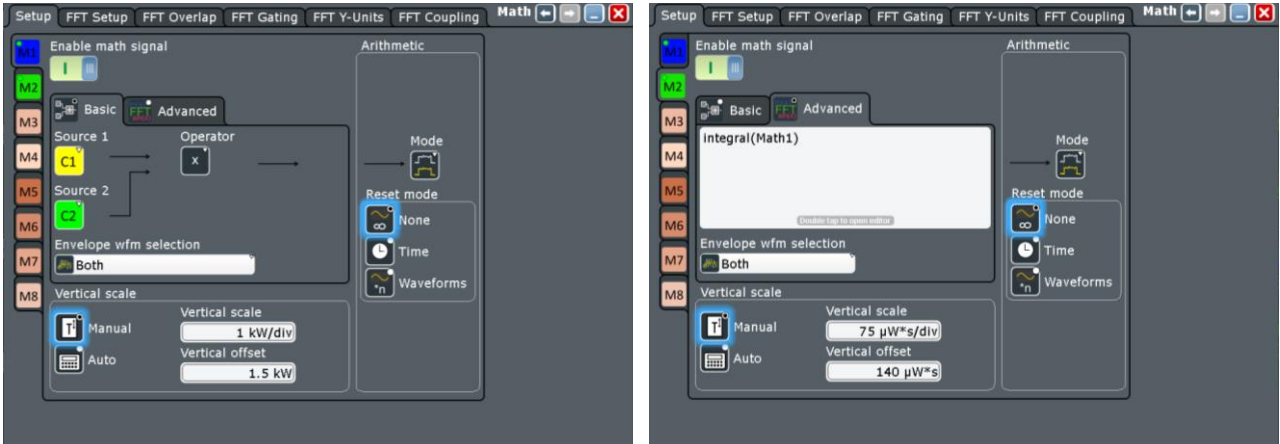 Setup FFT Setup FFT Overlap FFT Gating FFT Y-Units FFT Coupling Math
M1 Enable math signal Arithmetic
M2
Basic FFT Advanced
M3
Source 1 Operator
M4 C1 x Mode
M5 Source 2 Reset mode
M6 C2 None
Envelope wfm selection
M7 Both Time
M8 Vertical scale *n Waveforms
Vertical scale
Manual 1 kW/div
Vertical offset
Auto 1.5 kW
Setup FFT Setup FFT Overlap FFT Gating FFT Y-Units FFT Coupling Math
M1 Enable math signal Arithmetic
M2
Basic FFT Advanced
M3
integral(Math1)
M4 Mode
M5 Reset mode
M6 Double tap to open editor None
Envelope wfm selection
M7 Both Time
M8 Vertical scale *n Waveforms
Vertical scale
Manual 75 µW*s/div
Vertical offset
Auto 140 µW*s